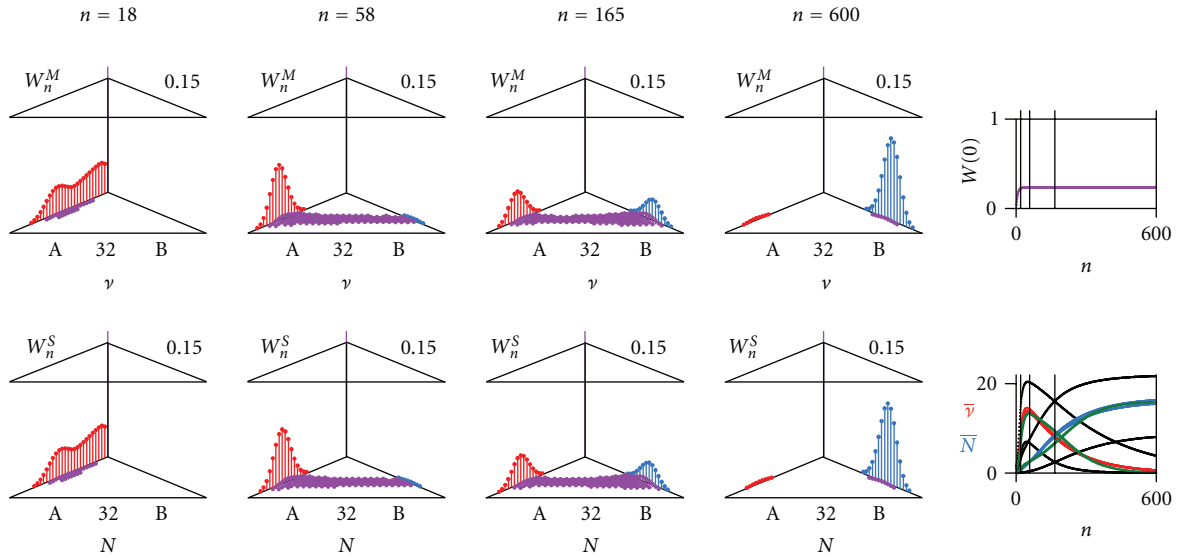 n = 18 n = 58 n = 165 n = 600
W_n^M 0.15 W_n^M 0.15 W_n^M 0.15 W_n^M 0.15
1
W(0)
0
0 600
n
A 32 B A 32 B A 32 B A 32 B
ν ν ν ν
W_n^S 0.15 W_n^S 0.15 W_n^S 0.15 W_n^S 0.15
20
ν̅
N̅
0
0 600
n
A 32 B A 32 B A 32 B A 32 B
N N N N